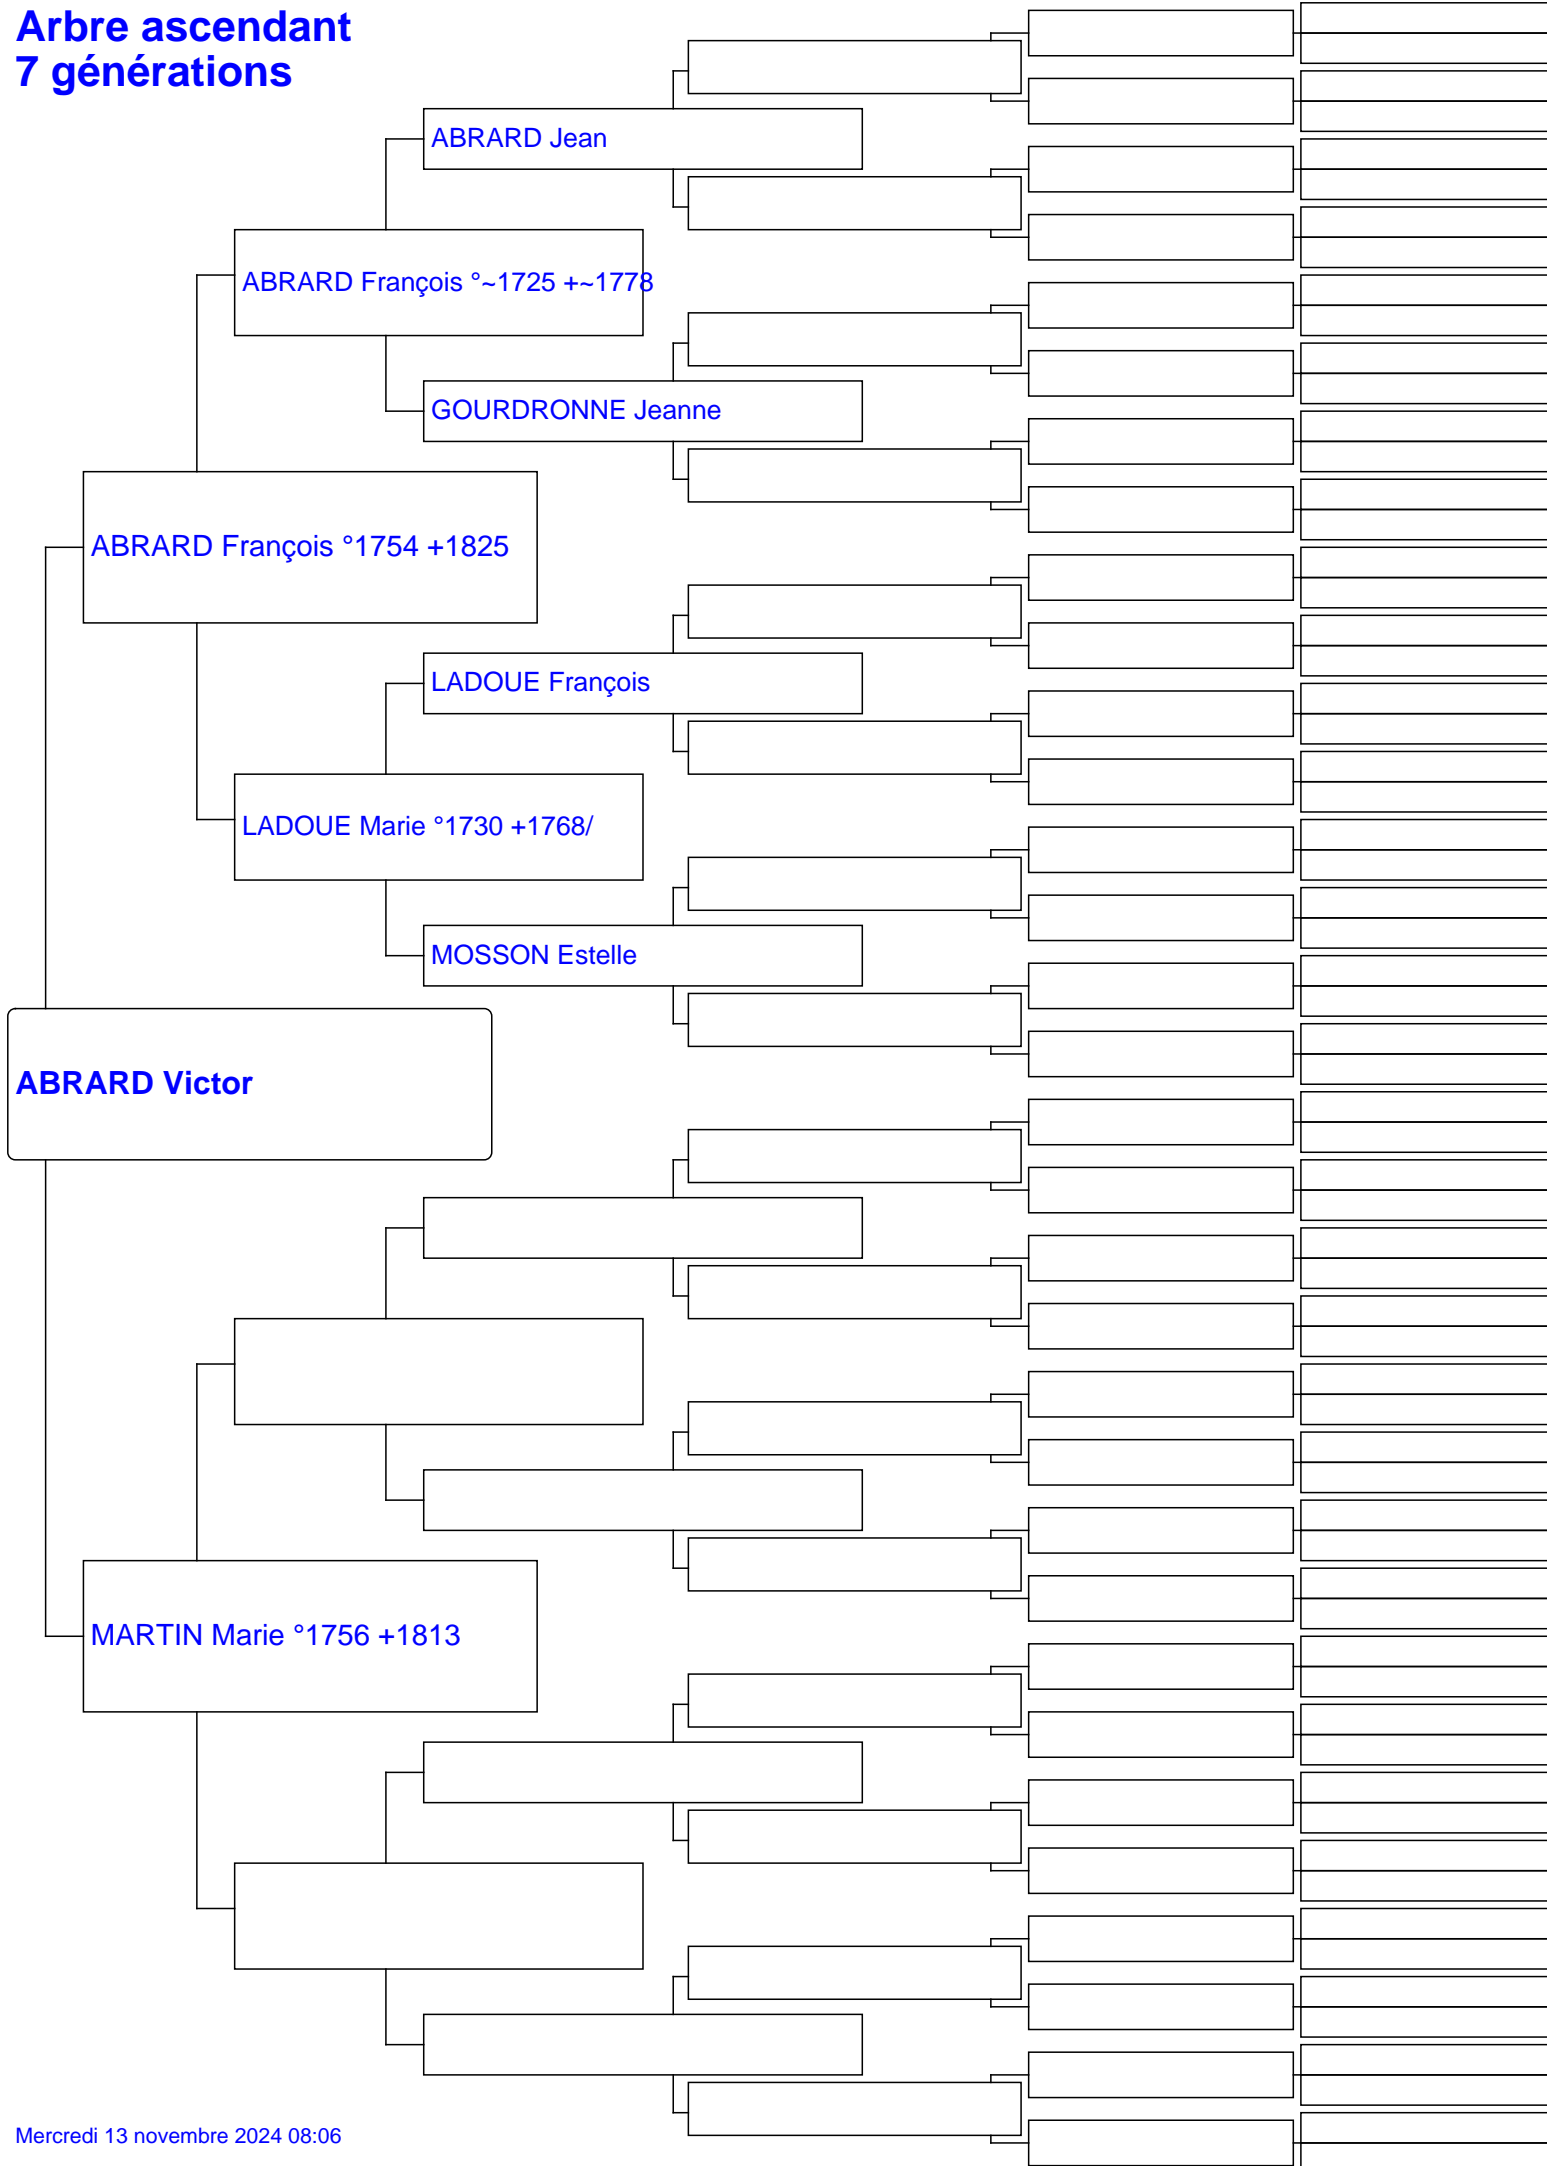 Arbre ascendant
7 générations
ABRARD Jean
ABRARD François °~1725 +~1778
GOURDRONNE Jeanne
ABRARD François °1754 +1825
LADOUE François
LADOUE Marie °1730 +1768/
MOSSON Estelle
ABRARD Victor
MARTIN Marie °1756 +1813
Mercredi 13 novembre 2024 08:06